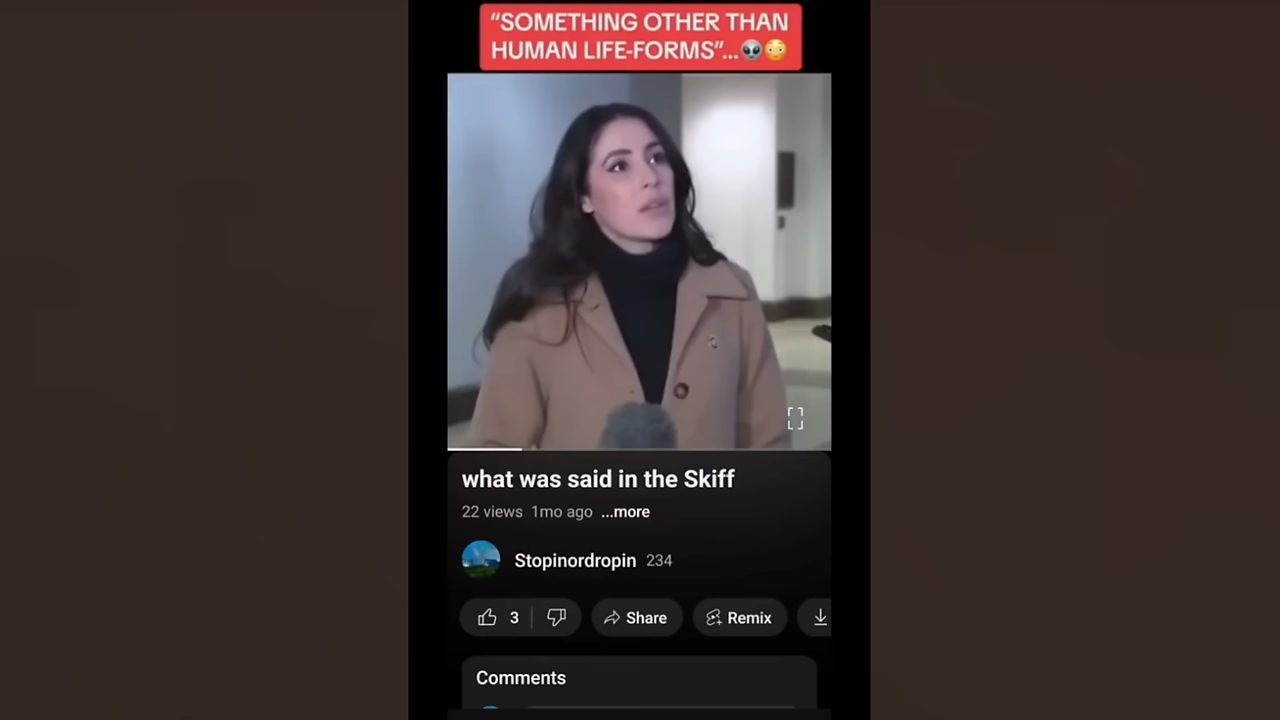 “SOMETHING OTHER THAN
HUMAN LIFE-FORMS”...👽😳
what was said in the Skiff
22 views 1mo ago ...more
Stopinordropin 234
3 Share Remix
Comments